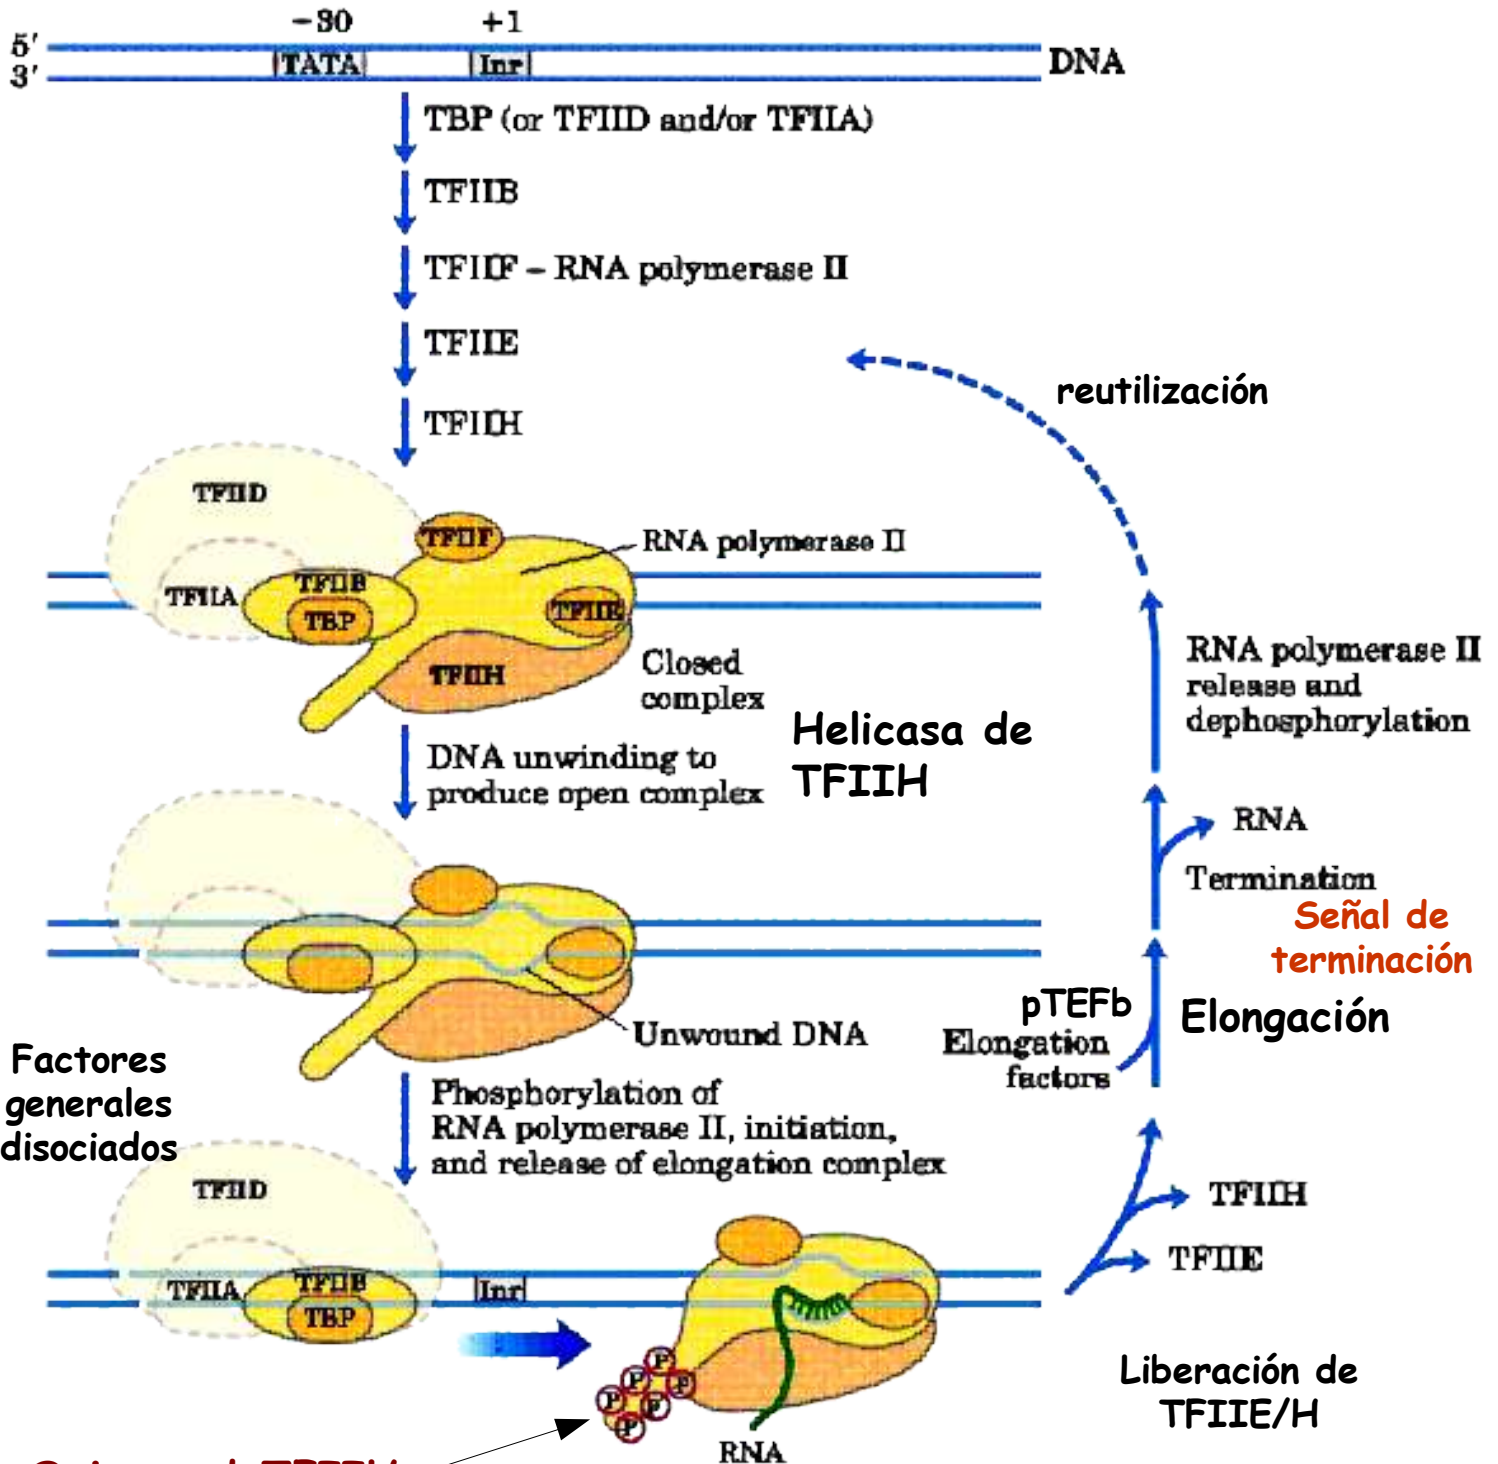 -30 +1
5'
3'
TATA Inr DNA
TBP (or TFIID and/or TFIIA)
TFIIB
TFIIF – RNA polymerase II
TFIIE
TFIIH
reutilización
TFIID
TFIIF
RNA polymerase II
TFIIA
TFIIB
TBP
TFIIE
TFIIH
Closed
complex
Helicasa de
TFIIH
DNA unwinding to
produce open complex
RNA polymerase II
release and
dephosphorylation
RNA
Termination
Señal de
terminación
pTEFb
Elongation
factors
Elongación
Unwound DNA
Factores
generales
disociados
Phosphorylation of
RNA polymerase II, initiation,
and release of elongation complex
TFIID
TFIIA
TFIIB
TBP
Inr
TFIIH
TFIIE
P
P
P
P
P
P
RNA
Liberación de
TFIIE/H